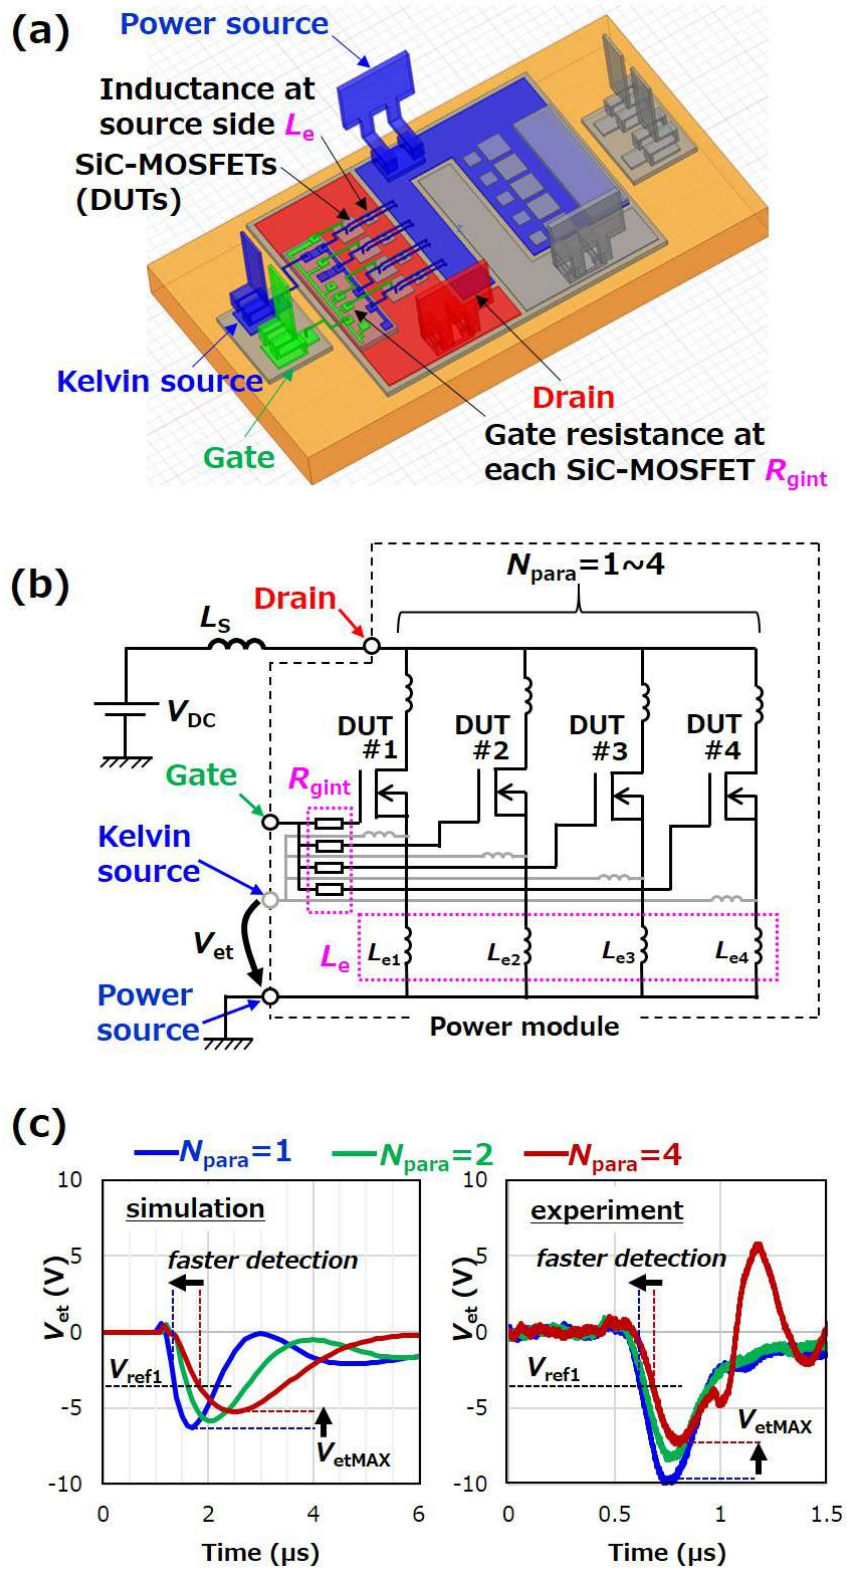 (a)
Power source
Inductance at
source side Le
SiC-MOSFETs
(DUTs)
Kelvin source
Gate
Drain
Gate resistance at
each SiC-MOSFET Rgint
(b)
Npara=1~4
Drain
LS
VDC
DUT
#1
DUT
#2
DUT
#3
DUT
#4
Gate
Rgint
Kelvin
source
Vet
Le
Le1
Le2
Le3
Le4
Power
source
Power module
(c)
Npara=1
Npara=2
Npara=4
simulation
faster detection
Vref1
VetMAX
Vet (V)
10
5
0
-5
-10
0
2
4
6
Time (µs)
experiment
faster detection
Vref1
VetMAX
Vet (V)
10
5
0
-5
-10
0
0.5
1
1.5
Time (µs)